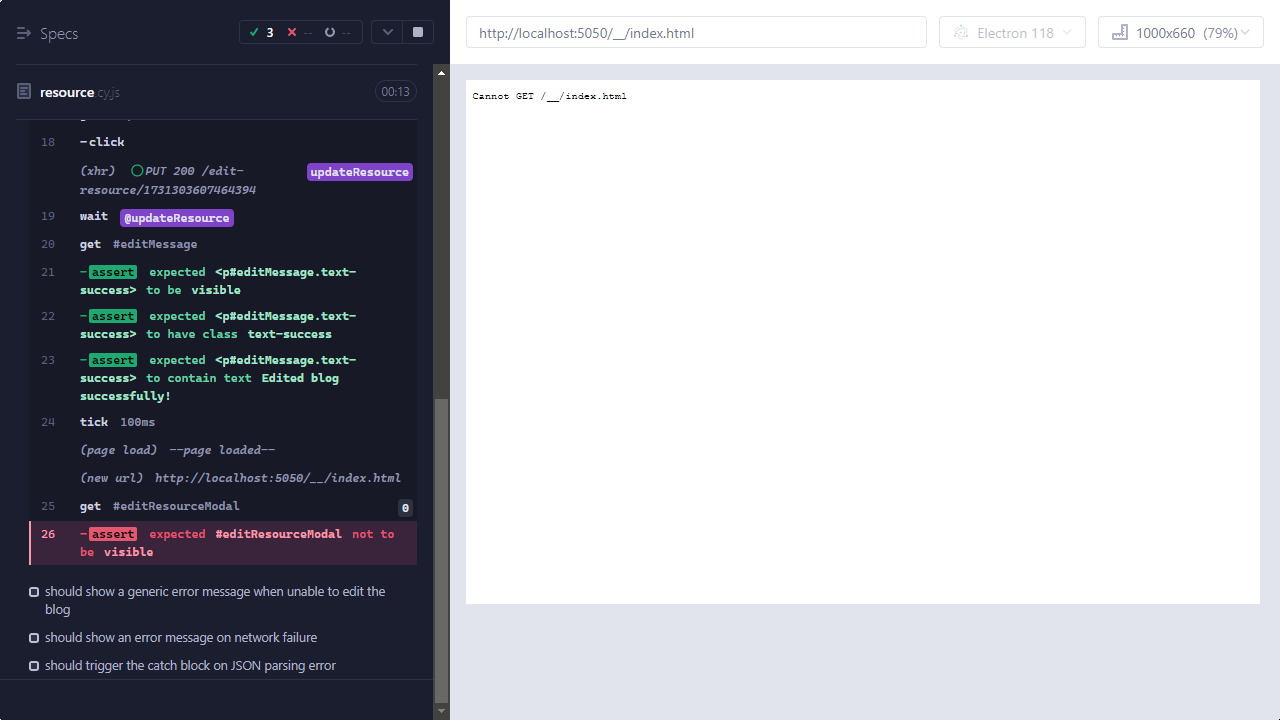 Specs
3 -- --
http://localhost:5050/__/index.html
Electron 118
1000x660 (79%)
resource.cy.js
00:13
Cannot GET /__/index.html
18 -click
(xhr) PUT 200 /edit-
resource/1731303607464394
updateResource
19 wait @updateResource
20 get #editMessage
21 -assert expected <p#editMessage.text-
success> to be visible
22 -assert expected <p#editMessage.text-
success> to have class text-success
23 -assert expected <p#editMessage.text-
success> to contain text Edited blog
successfully!
24 tick 100ms
(page load) --page loaded--
(new url) http://localhost:5050/__/index.html
25 get #editResourceModal 0
26 -assert expected #editResourceModal not to
be visible
should show a generic error message when unable to edit the
blog
should show an error message on network failure
should trigger the catch block on JSON parsing error